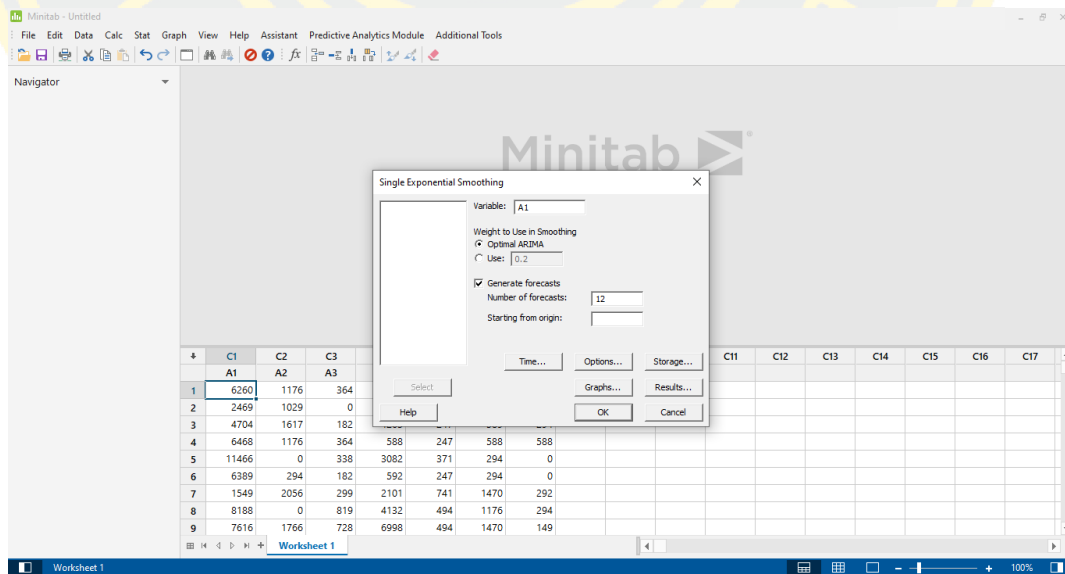 Minitab - Untitled
File Edit Data Calc Stat Graph View Help Assistant Predictive Analytics Module Additional Tools
Navigator
Minitab
Single Exponential Smoothing
Variable: A1
Weight to Use in Smoothing
Optimal ARIMA
Use: 0.2
Generate forecasts
Number of forecasts: 12
Starting from origin:
Time... Options... Storage...
Select Graphs... Results...
Help OK Cancel
C1 C2 C3 C11 C12 C13 C14 C15 C16 C17
A1 A2 A3
1 6260 1176 364
2 2469 1029 0
3 4704 1617 182
4 6468 1176 364 588 247 588 588
5 11466 0 338 3082 371 294 0
6 6389 294 182 592 247 294 0
7 1549 2056 299 2101 741 1470 292
8 8188 0 819 4132 494 1176 294
9 7616 1766 728 6998 494 1470 149
Worksheet 1
Worksheet 1 100%